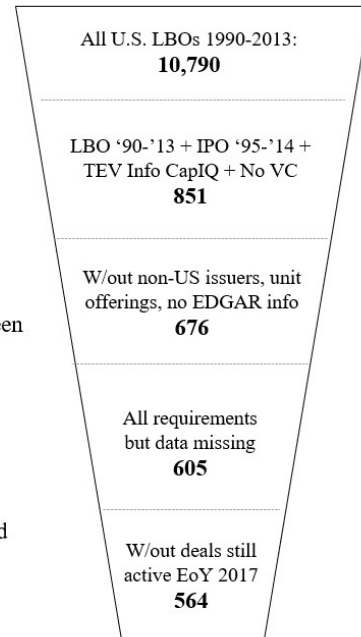 All U.S. LBOs 1990-2013:
10,790
LBO ‘90-’13 + IPO ‘95-’14 +
TEV Info CapIQ + No VC
851
W/out non-US issuers, unit
offerings, no EDGAR info
676
All requirements
but data missing
605
W/out deals still
active EoY 2017
564